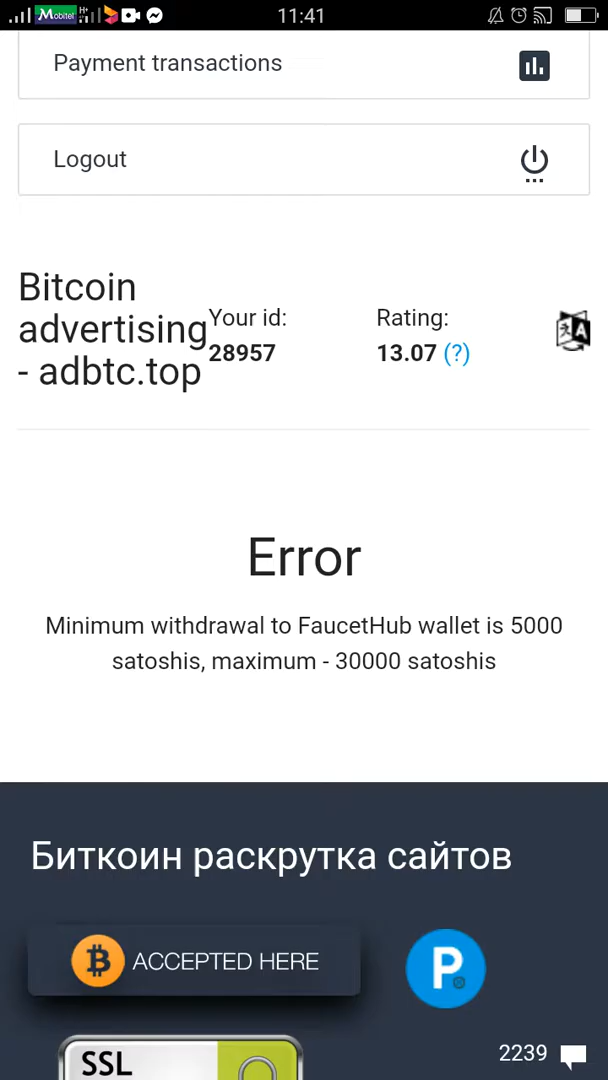 Mobitel H+ 11:41
Payment transactions
Logout
Bitcoin
advertising
- adbtc.top
Your id:
28957
Rating:
13.07 (?)
Error
Minimum withdrawal to FaucetHub wallet is 5000
satoshis, maximum - 30000 satoshis
Биткоин раскрутка сайтов
ACCEPTED HERE
P
SSL
2239